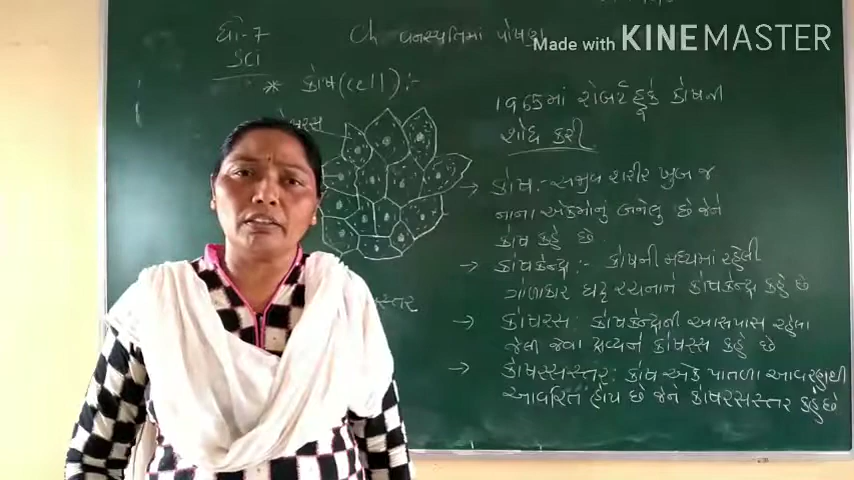 ધો-7
Sci
Ch વનસ્પતિમાં પોષણ
Made with KINEMASTER
* કોષ (cell) :-
1965માં રોબર્ટ હૂકે કોષની
શોધ કરી.
→ કોષ :- સજીવ શરીર ખુબ જ
નાના એકમોનું બનેલુ છે જેને
કોષ કહે છે.
→ કોષકેન્દ્ર :- કોષની મધ્યમાં રહેલી
ગોળાકાર ઘટ્ટ રચનાને કોષકેન્દ્ર કહે છે
→ કોષરસ : કોષકેન્દ્રની આસપાસ રહેલા
જેલી જેવા દ્રવ્યને કોષરસ કહે છે
→ કોષરસસ્તર : કોષ એક પાતળા આવરણથી
આવરિત હોય છે જેને કોષરસસ્તર કહે છે